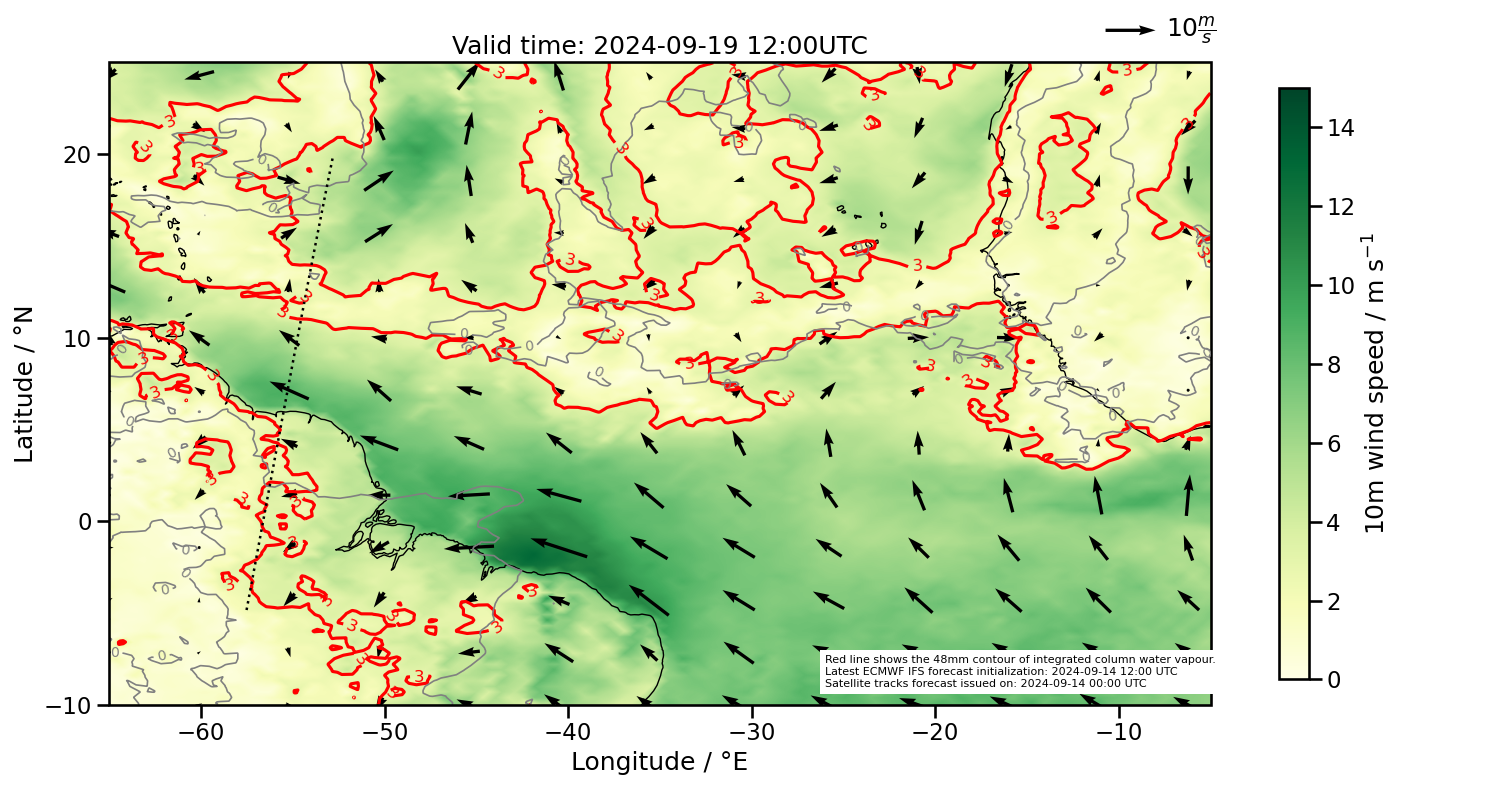 10 m/s
Valid time: 2024-09-19 12:00UTC
Latitude / °N
20
10
0
−10
−60
−50
−40
−30
−20
−10
Longitude / °E
Red line shows the 48mm contour of integrated column water vapour.
Latest ECMWF IFS forecast initialization: 2024-09-14 12:00 UTC
Satellite tracks forecast issued on: 2024-09-14 00:00 UTC
14
12
10
8
6
4
2
0
10m wind speed / m s⁻¹